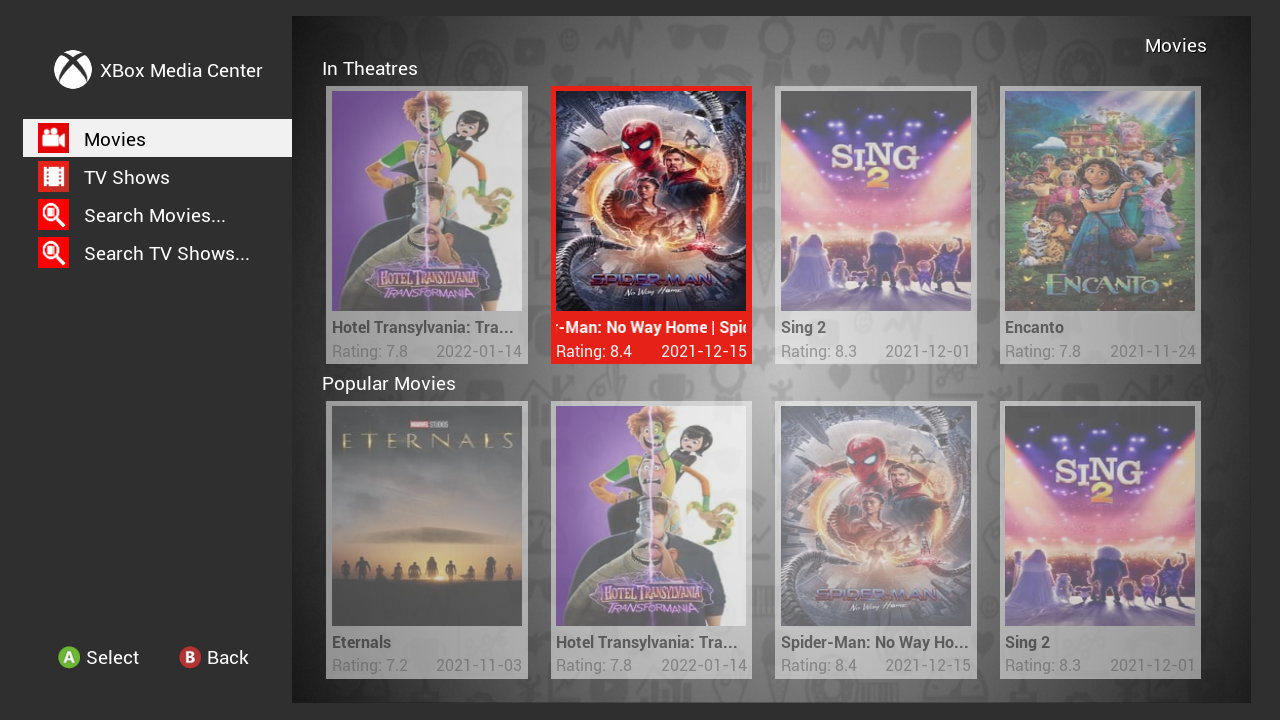 XBox Media Center
Movies
TV Shows
Search Movies...
Search TV Shows...
Select
Back
A
B
Movies
In Theatres
HOTEL TRANSYLVANIA
TRANSFORMANIA
SPIDER-MAN
No Way Home
SING
2
ENCANTO
Hotel Transylvania: Tra...
Rating: 7.8 2022-01-14
r-Man: No Way Home | Spid
Rating: 8.4 2021-12-15
Sing 2
Rating: 8.3 2021-12-01
Encanto
Rating: 7.8 2021-11-24
Popular Movies
MARVEL STUDIOS
ETERNALS
HOTEL TRANSYLVANIA
TRANSFORMANIA
SPIDER-MAN
No Way Home
SING
2
Eternals
Rating: 7.2 2021-11-03
Hotel Transylvania: Tra...
Rating: 7.8 2022-01-14
Spider-Man: No Way Ho...
Rating: 8.4 2021-12-15
Sing 2
Rating: 8.3 2021-12-01